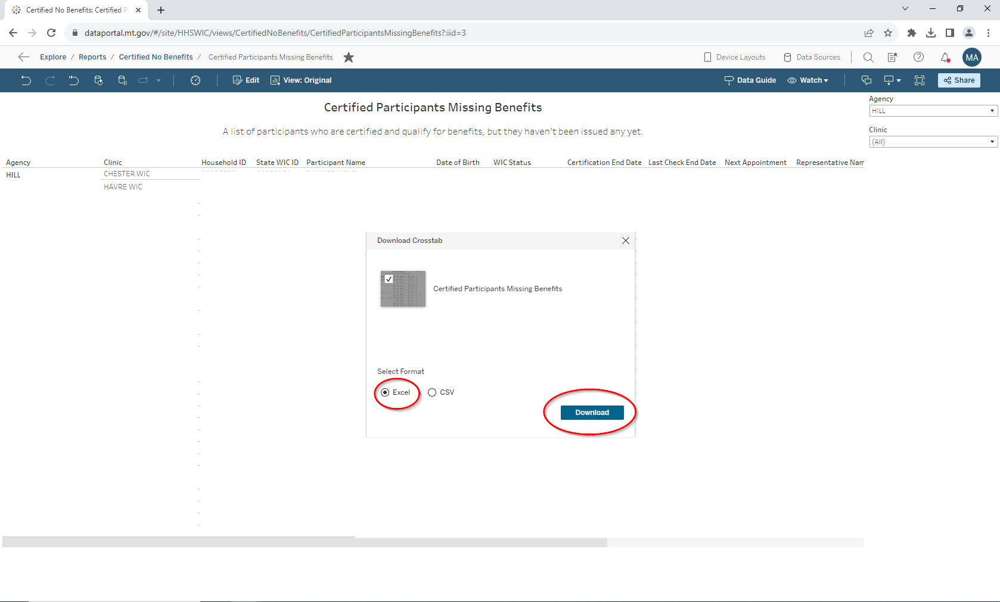 Certified No Benefits: Certified P
dataportal.mt.gov/#/site/HHSWIC/views/CertifiedNoBenefits/CertifiedParticipantsMissingBenefits?:iid=3
Explore / Reports / Certified No Benefits / Certified Participants Missing Benefits
Device Layouts
Data Sources
MA
Edit
View: Original
Data Guide
Watch
Share
Certified Participants Missing Benefits
A list of participants who are certified and qualify for benefits, but they haven't been issued any yet.
Agency
HILL
Clinic
(All)
Agency Clinic Household ID State WIC ID Participant Name Date of Birth WIC Status Certification End Date Last Check End Date Next Appointment Representative Nam
HILL CHESTER WIC
HAVRE WIC
Download Crosstab
Certified Participants Missing Benefits
Select Format
Excel CSV
Download